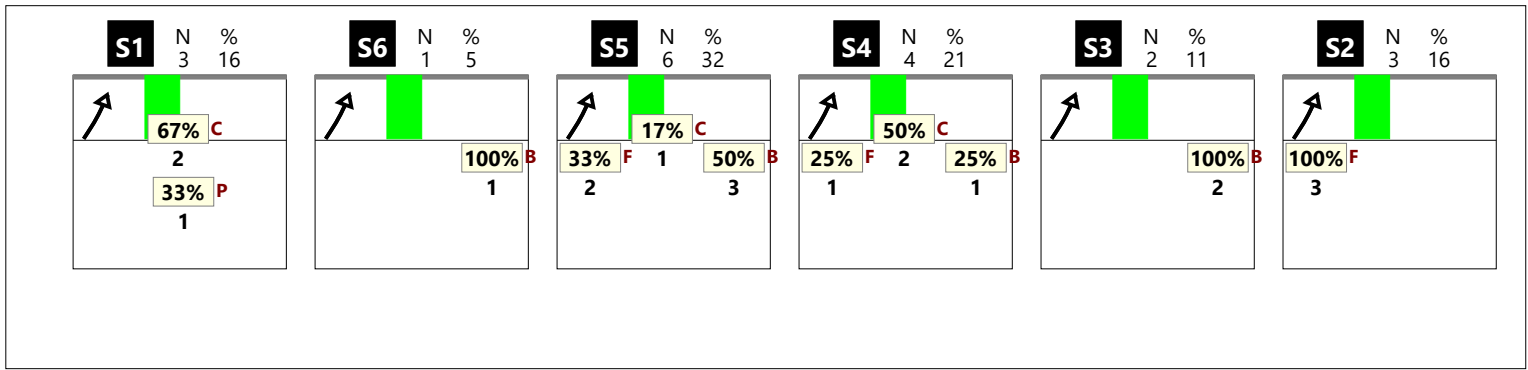 S1 N %
3 16
67% C
2
33% P
1
S6 N %
1 5
100% B
1
S5 N %
6 32
17% C
33% F 1 50% B
2 3
S4 N %
4 21
50% C
25% F 2 25% B
1 1
S3 N %
2 11
100% B
2
S2 N %
3 16
100% F
3